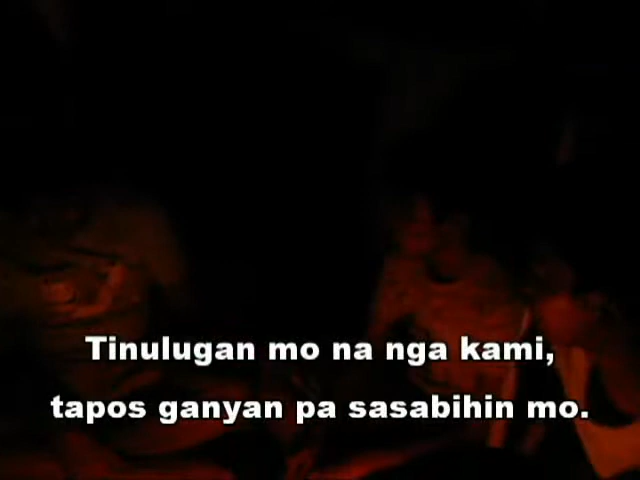 Tinulugan mo na nga kami,
tapos ganyan pa sasabihin mo.